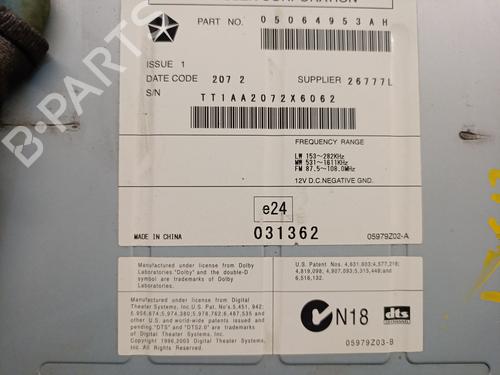 CORPORATION
PART NO. 05064953AH
ISSUE 1
DATE CODE 207 2 SUPPLIER 26777L
S/N TT1AA2072X6062
FREQUENCY RANGE
LW 153~282KHz
MW 531~1611KHz
FM 87.5~108.0MHz
12V D.C.NEGATIVE GND.
e24
MADE IN CHINA 031362 05979Z02-A
Manufactured under license from Dolby
Laboratories."Dolby" and the double-D
symbol are trademarks of Dolby
Laboratories.
U.S. Patent Nos. 4,631,603;4,577,216;
4,819,098; 4,907,093;5,315,448;and
6,516,132.
Manufactured under license from Digital
Theater Systems, Inc. U.S. Pat. No's.5,451, 942;
5,956,674;5,974,380;5,978,762;6,487,535 and
other U.S. and world-wide patents issued
and pending. "DTS" and "DTS2.0" are
trademarks of Digital Theater Systems, Inc.
Copyright 1996,2003 Digital Theater
Systems, Inc. All Rights Reserved.
N18 dts
05979Z03-B
B-PARTS